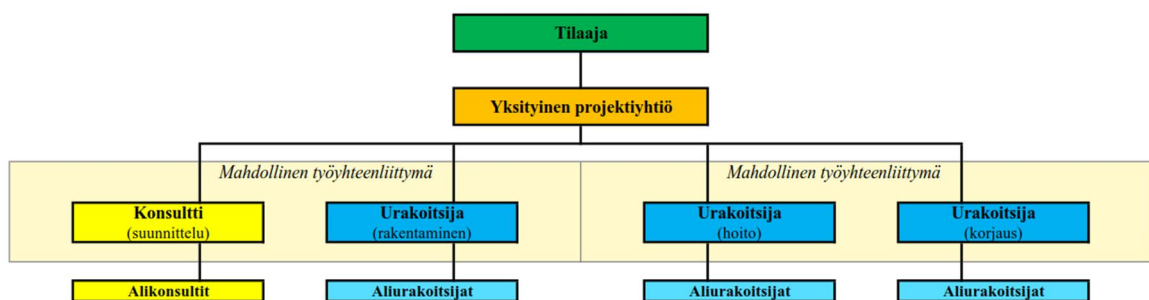 Tilaaja
Yksityinen projektiyhtiö
Mahdollinen työyhteenliittymä
Mahdollinen työyhteenliittymä
Konsultti
(suunnittelu)
Urakoitsija
(rakentaminen)
Urakoitsija
(hoito)
Urakoitsija
(korjaus)
Alikonsultit
Aliurakoitsijat
Aliurakoitsijat
Aliurakoitsijat